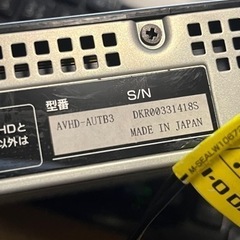 型番
S/N
AVHD-AUTB3
DKR00331418S
MADE IN JAPAN
HDと
以外は